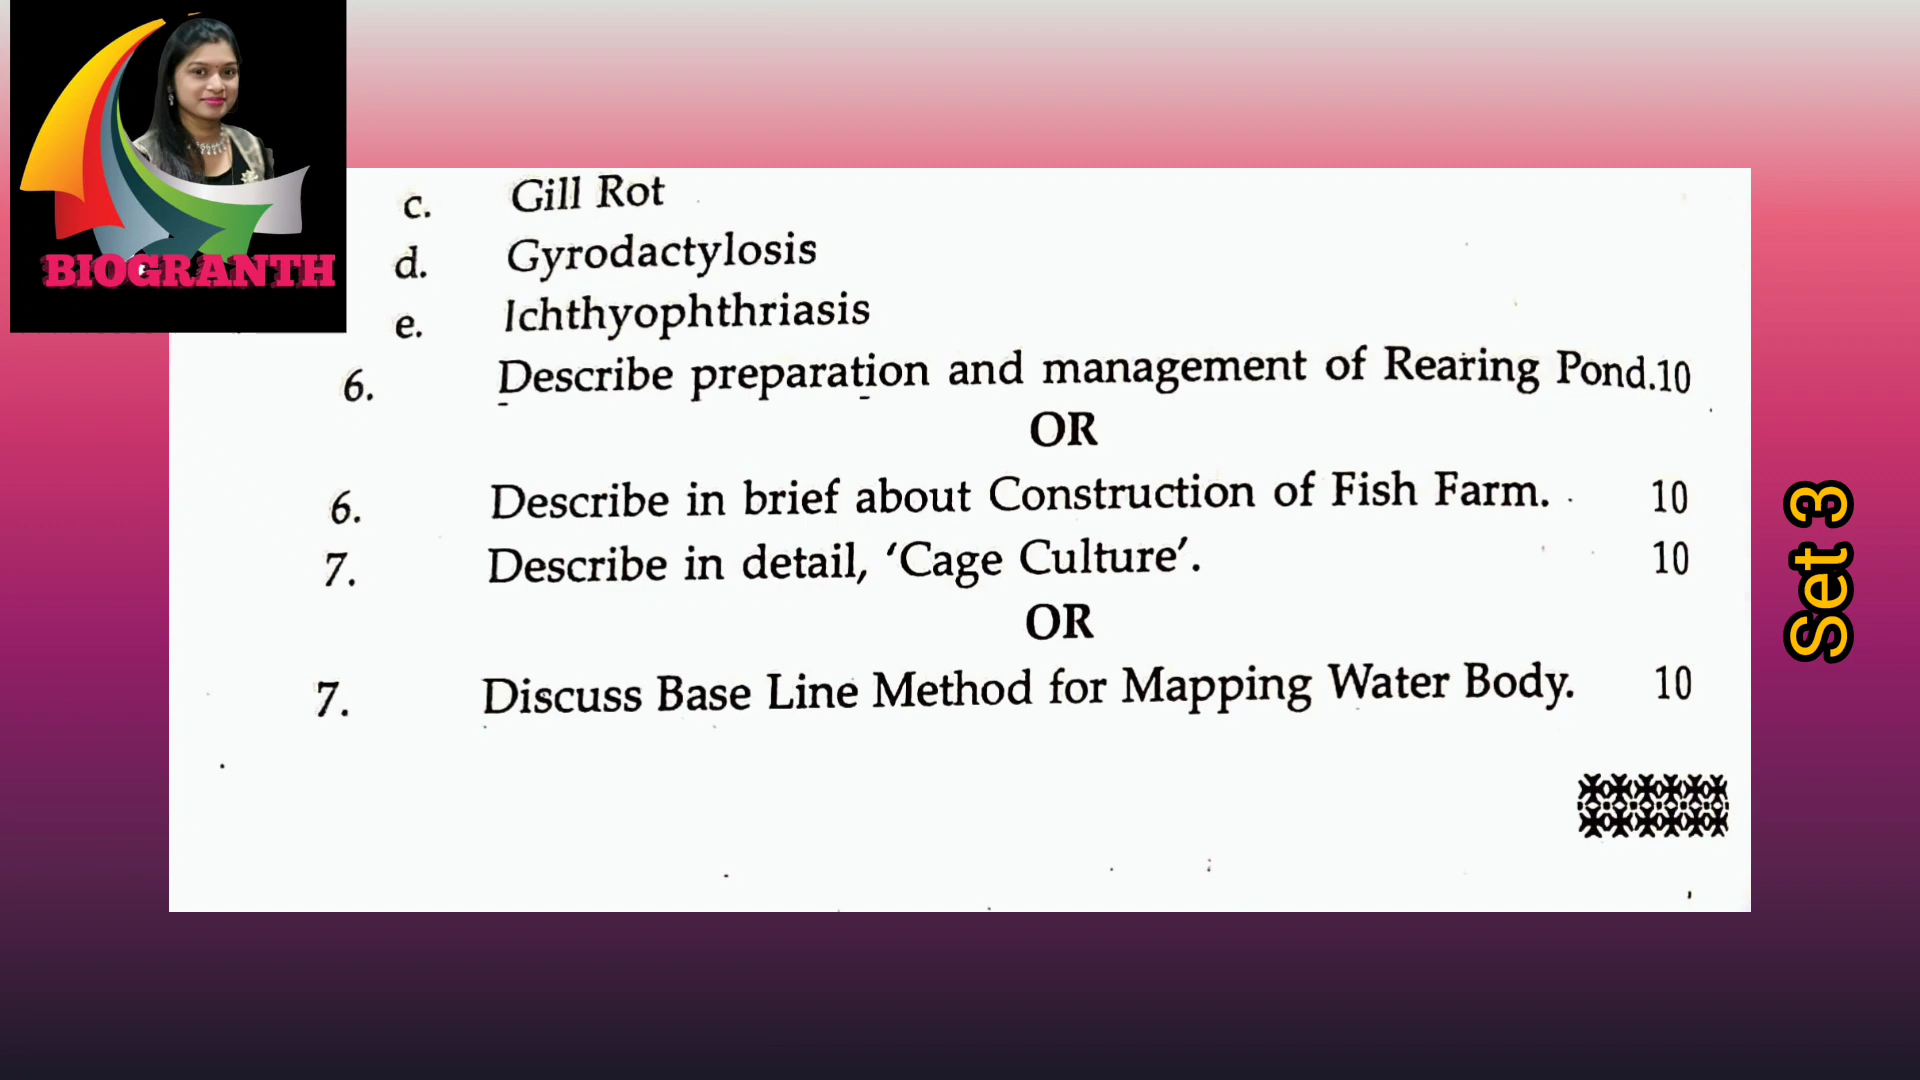 BIOGRANTH
c. Gill Rot
d. Gyrodactylosis
e. Ichthyophthriasis
6. Describe preparation and management of Rearing Pond.10
OR
6. Describe in brief about Construction of Fish Farm. 10
7. Describe in detail, ‘Cage Culture’. 10
OR
7. Discuss Base Line Method for Mapping Water Body. 10
Set 3